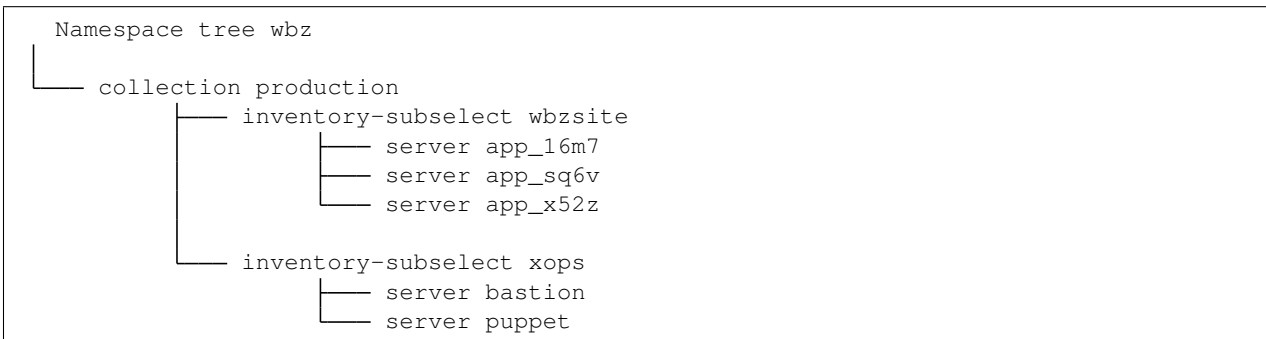 Namespace tree wbz
collection production
inventory-subselect wbzsite
server app_16m7
server app_sq6v
server app_x52z
inventory-subselect xops
server bastion
server puppet